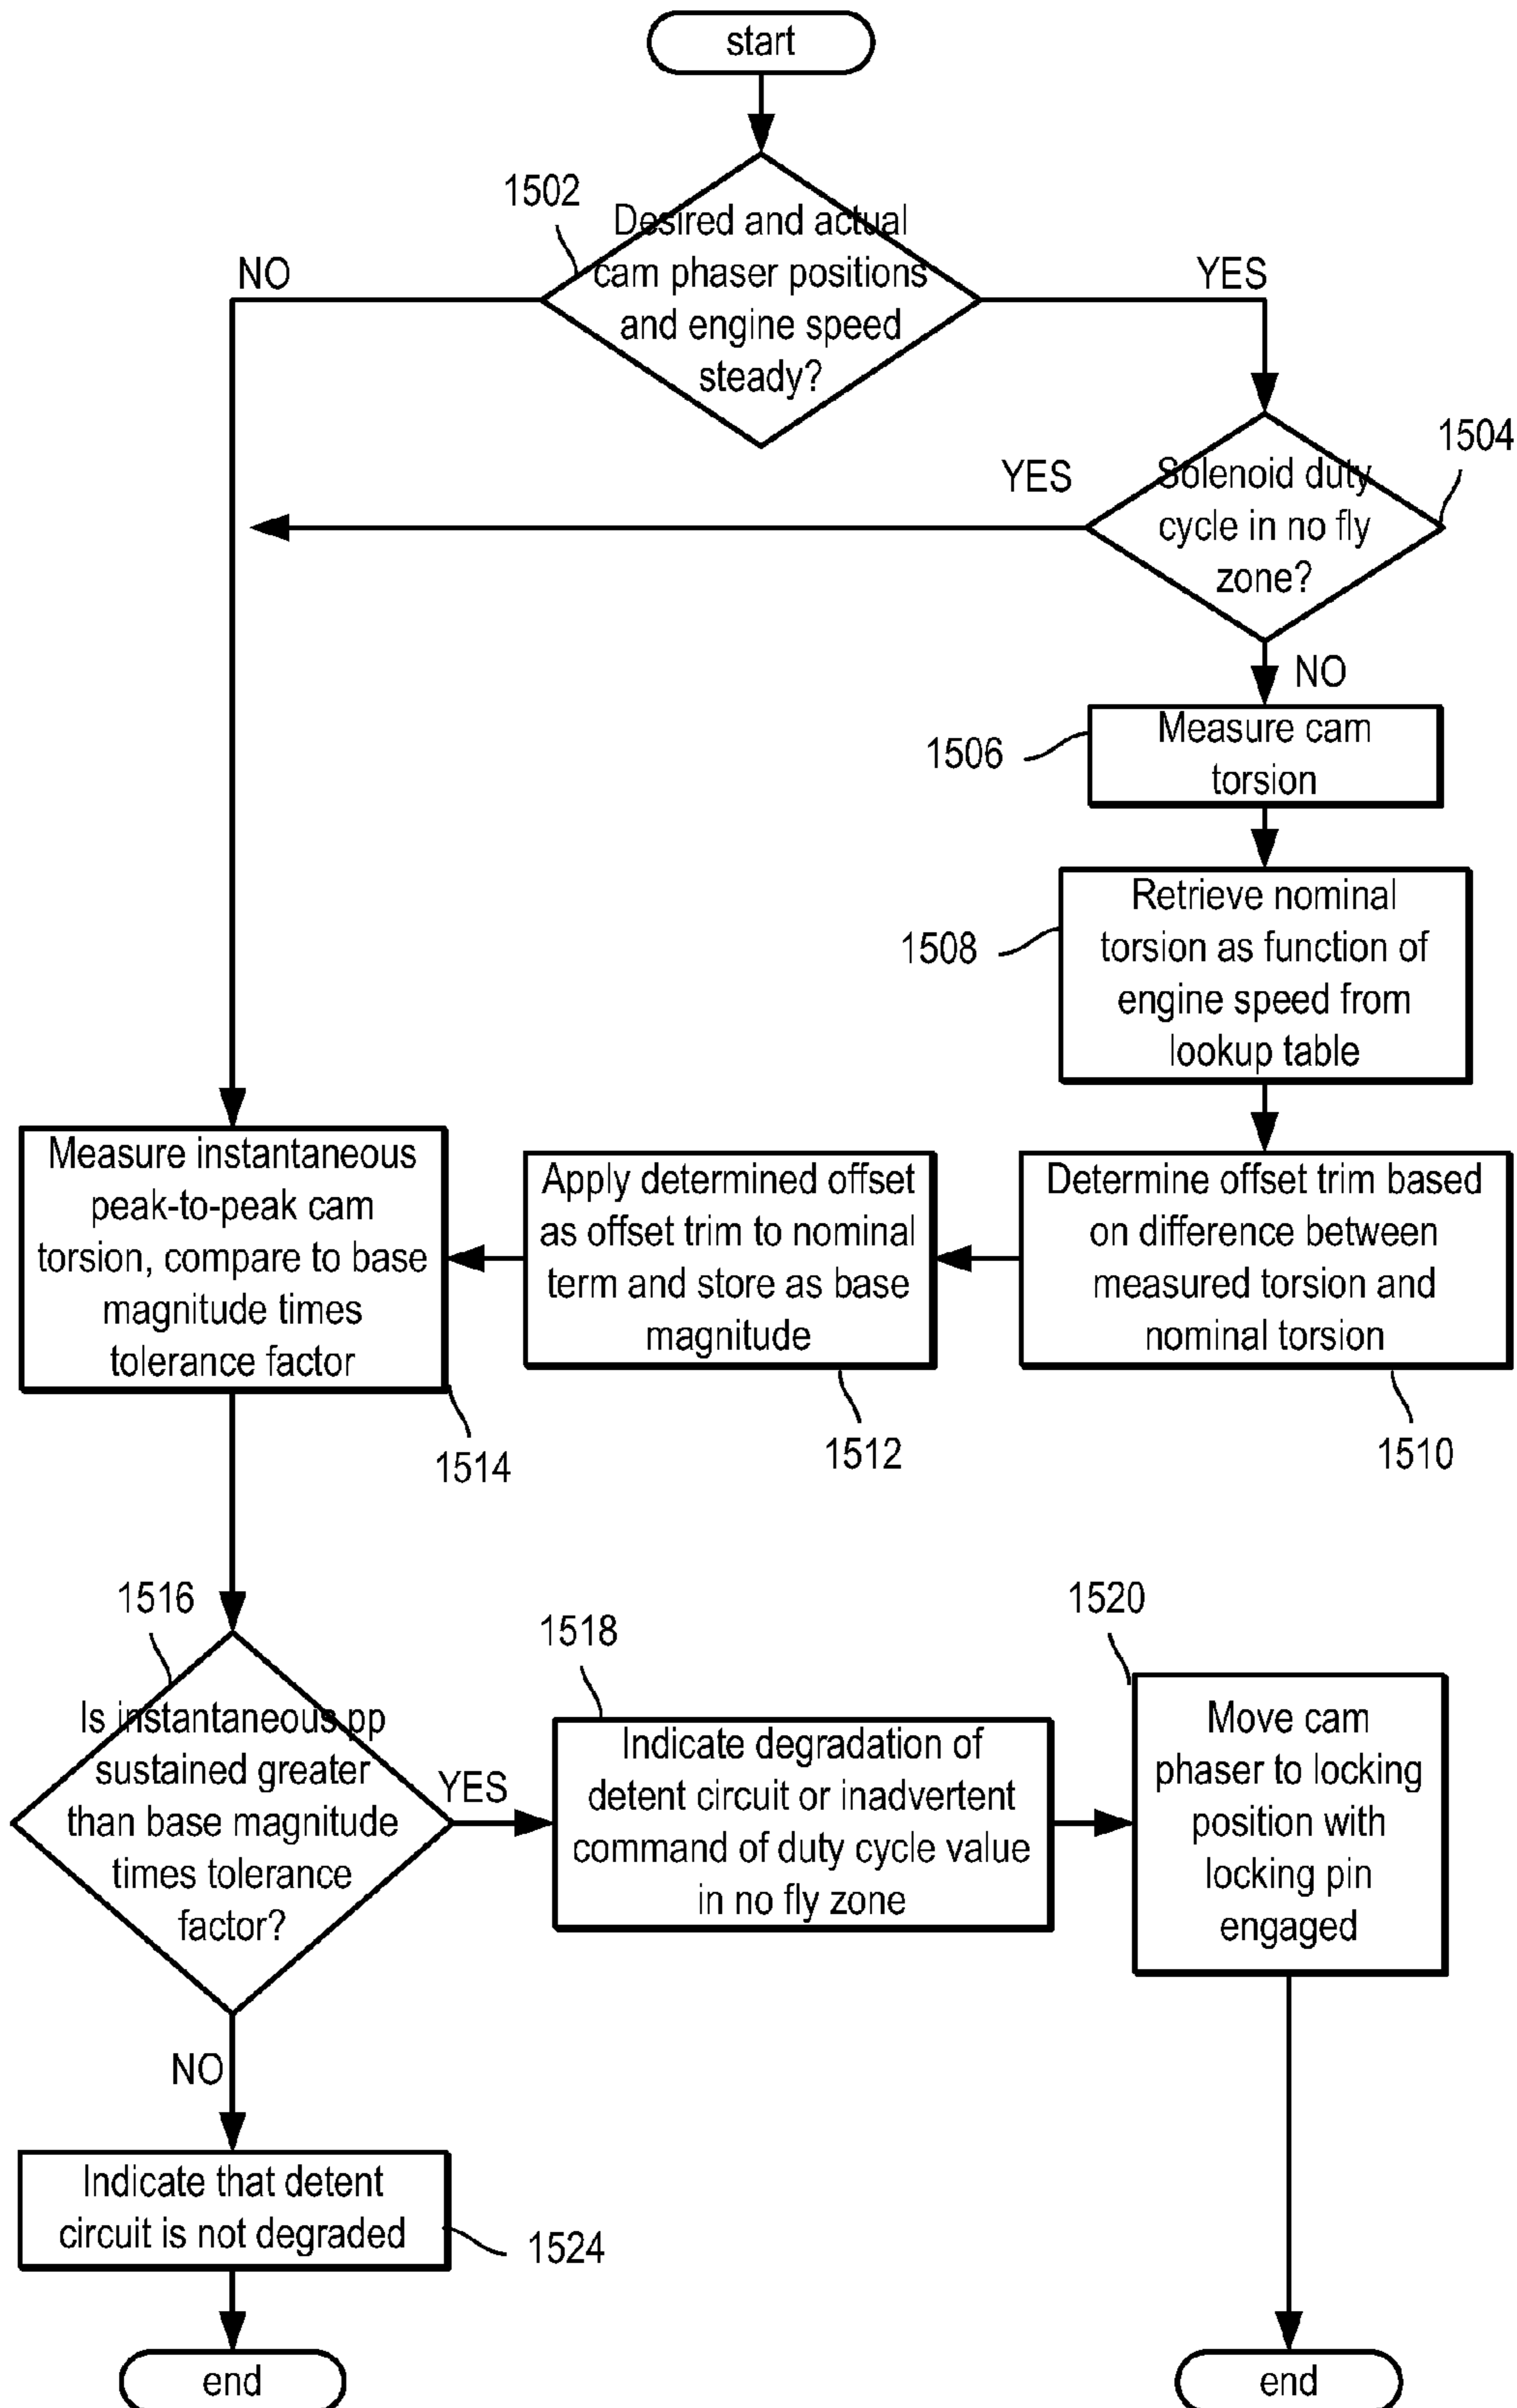 start
1502
Desired and actual
cam phaser positions
and engine speed
steady?
NO
YES
1504
YES
Solenoid duty
cycle in no fly
zone?
NO
1506
Measure cam
torsion
1508
Retrieve nominal
torsion as function of
engine speed from
lookup table
Measure instantaneous
peak-to-peak cam
torsion, compare to base
magnitude times
tolerance factor
Apply determined offset
as offset trim to nominal
term and store as base
magnitude
Determine offset trim based
on difference between
measured torsion and
nominal torsion
1514
1512
1510
1516
Is instantaneous pp
sustained greater
than base magnitude
times tolerance
factor?
YES
1518
Indicate degradation of
detent circuit or inadvertent
command of duty cycle value
in no fly zone
1520
Move cam
phaser to locking
position with
locking pin
engaged
NO
Indicate that detent
circuit is not degraded
1524
end
end